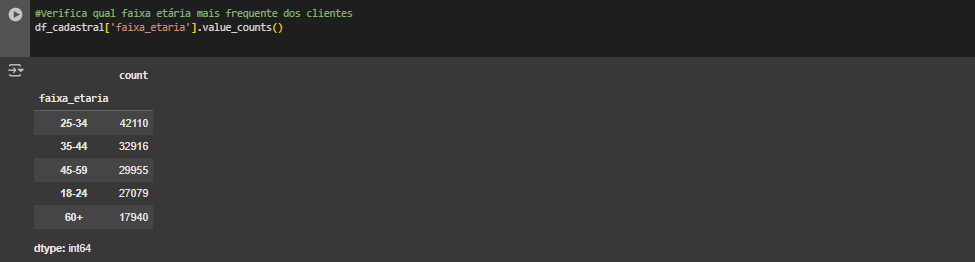 #Verifica qual faixa etária mais frequente dos clientes
df_cadastral['faixa_etaria'].value_counts()
count
faixa_etaria
25-34 42110
35-44 32916
45-59 29955
18-24 27079
60+ 17940
dtype: int64